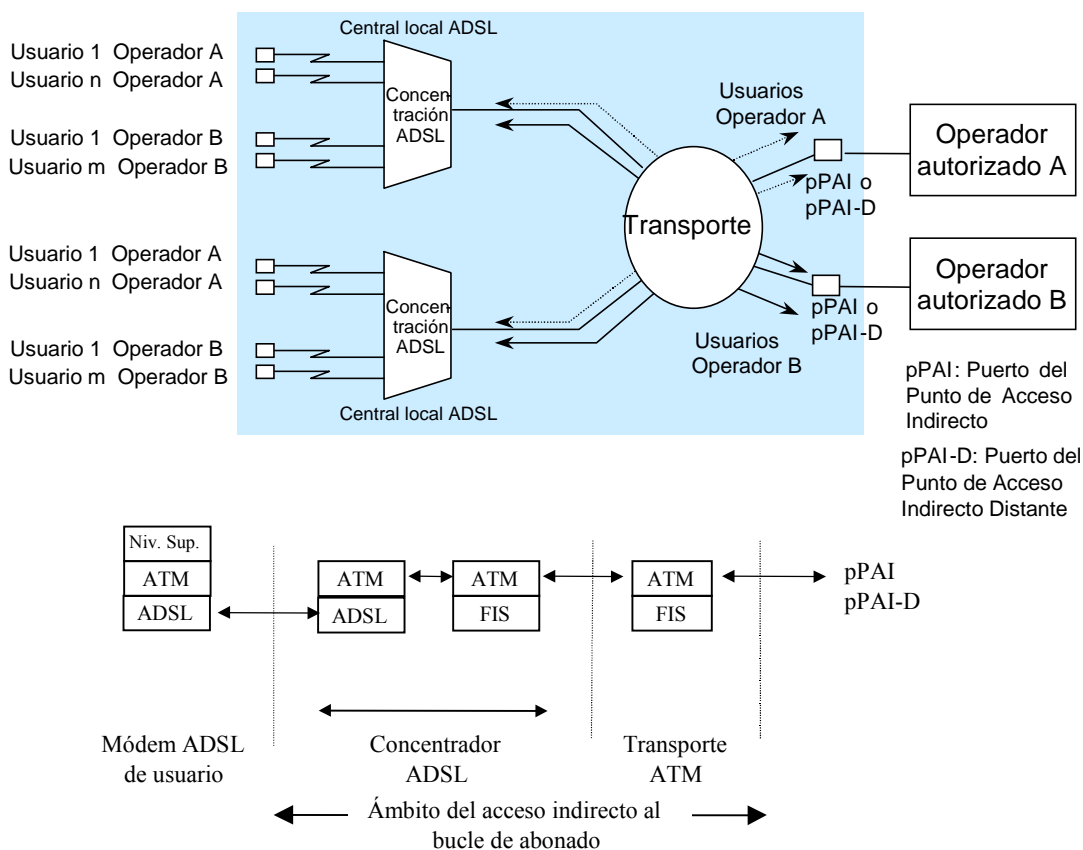 Central local ADSL
Usuario 1 Operador A
Usuario n Operador A
Usuario 1 Operador B
Usuario m Operador B
Concen-
tración
ADSL
Usuarios
Operador A
Operador
autorizado A
pPAI o
pPAI-D
Transporte
Usuario 1 Operador A
Usuario n Operador A
Usuario 1 Operador B
Usuario m Operador B
Concen-
tración
ADSL
Central local ADSL
Operador
autorizado B
pPAI o
pPAI-D
Usuarios
Operador B
pPAI: Puerto del
Punto de Acceso
Indirecto
pPAI-D: Puerto del
Punto de Acceso
Indirecto Distante
Niv. Sup.
ATM
ADSL
ATM
ADSL
ATM
FIS
ATM
FIS
pPAI
pPAI-D
Módem ADSL
de usuario
Concentrador
ADSL
Transporte
ATM
Ámbito del acceso indirecto al
bucle de abonado